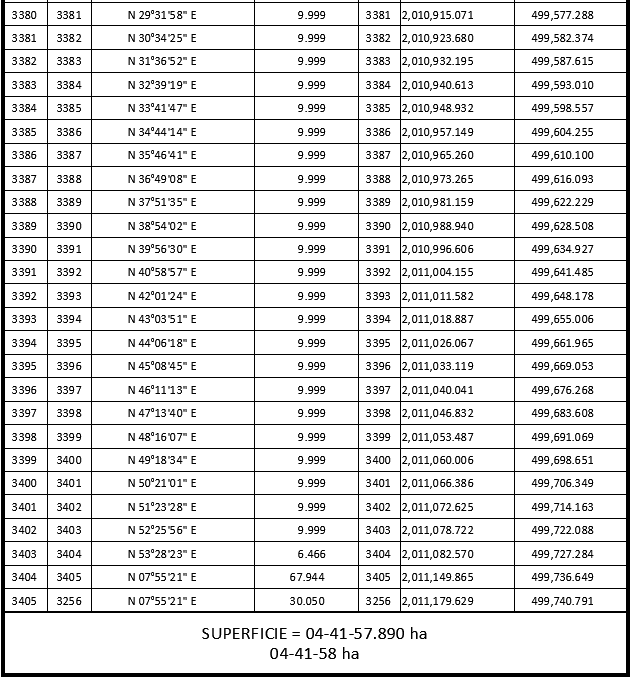 3380 3381 N 29°31'58" E 9.999 3381 2,010,915.071 499,577.288
3381 3382 N 30°34'25" E 9.999 3382 2,010,923.680 499,582.374
3382 3383 N 31°36'52" E 9.999 3383 2,010,932.195 499,587.615
3383 3384 N 32°39'19" E 9.999 3384 2,010,940.613 499,593.010
3384 3385 N 33°41'47" E 9.999 3385 2,010,948.932 499,598.557
3385 3386 N 34°44'14" E 9.999 3386 2,010,957.149 499,604.255
3386 3387 N 35°46'41" E 9.999 3387 2,010,965.260 499,610.100
3387 3388 N 36°49'08" E 9.999 3388 2,010,973.265 499,616.093
3388 3389 N 37°51'35" E 9.999 3389 2,010,981.159 499,622.229
3389 3390 N 38°54'02" E 9.999 3390 2,010,988.940 499,628.508
3390 3391 N 39°56'30" E 9.999 3391 2,010,996.606 499,634.927
3391 3392 N 40°58'57" E 9.999 3392 2,011,004.155 499,641.485
3392 3393 N 42°01'24" E 9.999 3393 2,011,011.582 499,648.178
3393 3394 N 43°03'51" E 9.999 3394 2,011,018.887 499,655.006
3394 3395 N 44°06'18" E 9.999 3395 2,011,026.067 499,661.965
3395 3396 N 45°08'45" E 9.999 3396 2,011,033.119 499,669.053
3396 3397 N 46°11'13" E 9.999 3397 2,011,040.041 499,676.268
3397 3398 N 47°13'40" E 9.999 3398 2,011,046.832 499,683.608
3398 3399 N 48°16'07" E 9.999 3399 2,011,053.487 499,691.069
3399 3400 N 49°18'34" E 9.999 3400 2,011,060.006 499,698.651
3400 3401 N 50°21'01" E 9.999 3401 2,011,066.386 499,706.349
3401 3402 N 51°23'28" E 9.999 3402 2,011,072.625 499,714.163
3402 3403 N 52°25'56" E 9.999 3403 2,011,078.722 499,722.088
3403 3404 N 53°28'23" E 6.466 3404 2,011,082.570 499,727.284
3404 3405 N 07°55'21" E 67.944 3405 2,011,149.865 499,736.649
3405 3256 N 07°55'21" E 30.050 3256 2,011,179.629 499,740.791
SUPERFICIE = 04-41-57.890 ha
04-41-58 ha